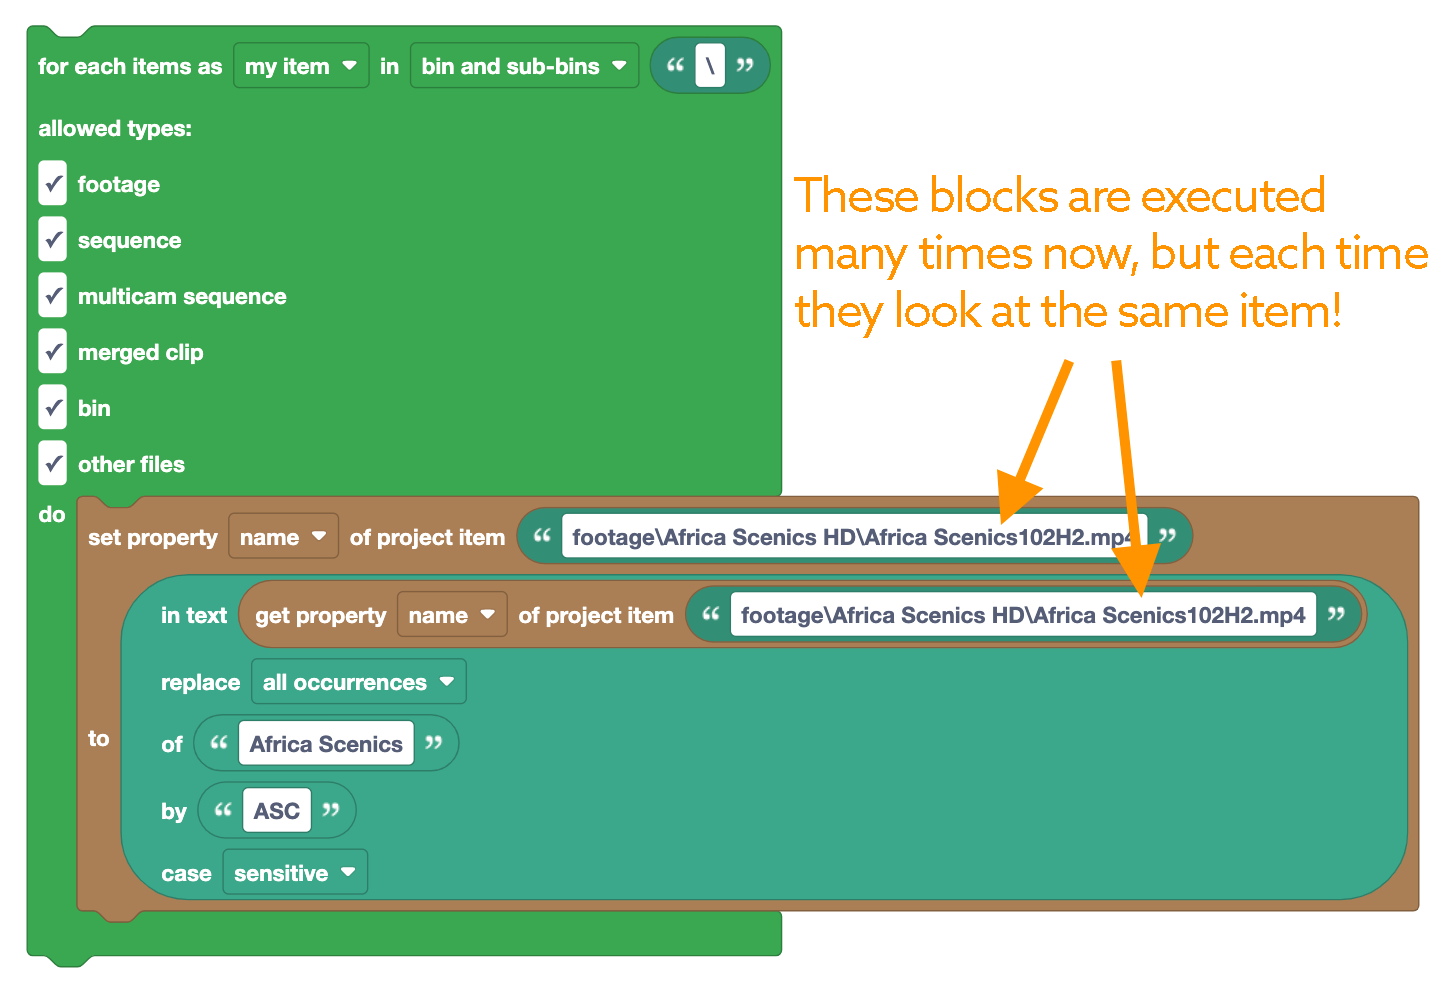 for each items as my item in bin and sub-bins “ \ ”
allowed types:
✓ footage
✓ sequence
✓ multicam sequence
✓ merged clip
✓ bin
✓ other files
These blocks are executed
many times now, but each time
they look at the same item!
do
set property name of project item “ footage\Africa Scenics HD\Africa Scenics102H2.mp4 ”
in text get property name of project item “ footage\Africa Scenics HD\Africa Scenics102H2.mp4 ”
replace all occurrences
to
of “ Africa Scenics ”
by “ ASC ”
case sensitive